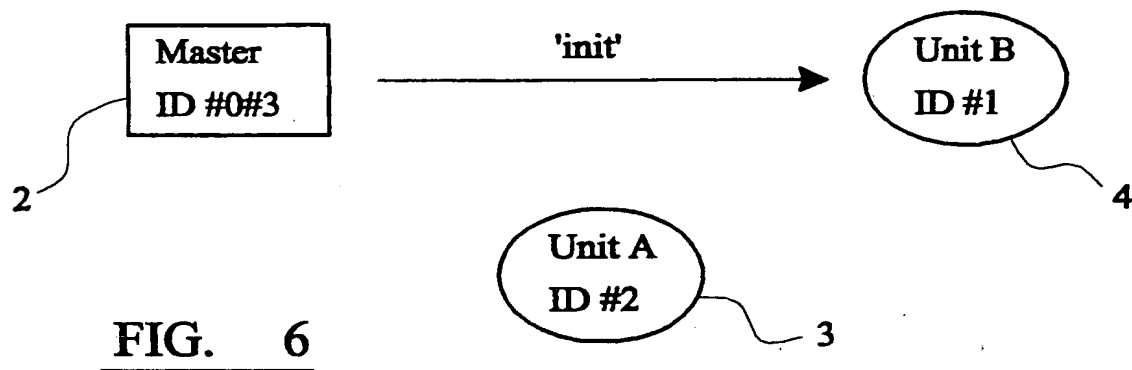 Master
ID #0#3
'init'
Unit B
ID #1
2
4
Unit A
ID #2
3
FIG. 6